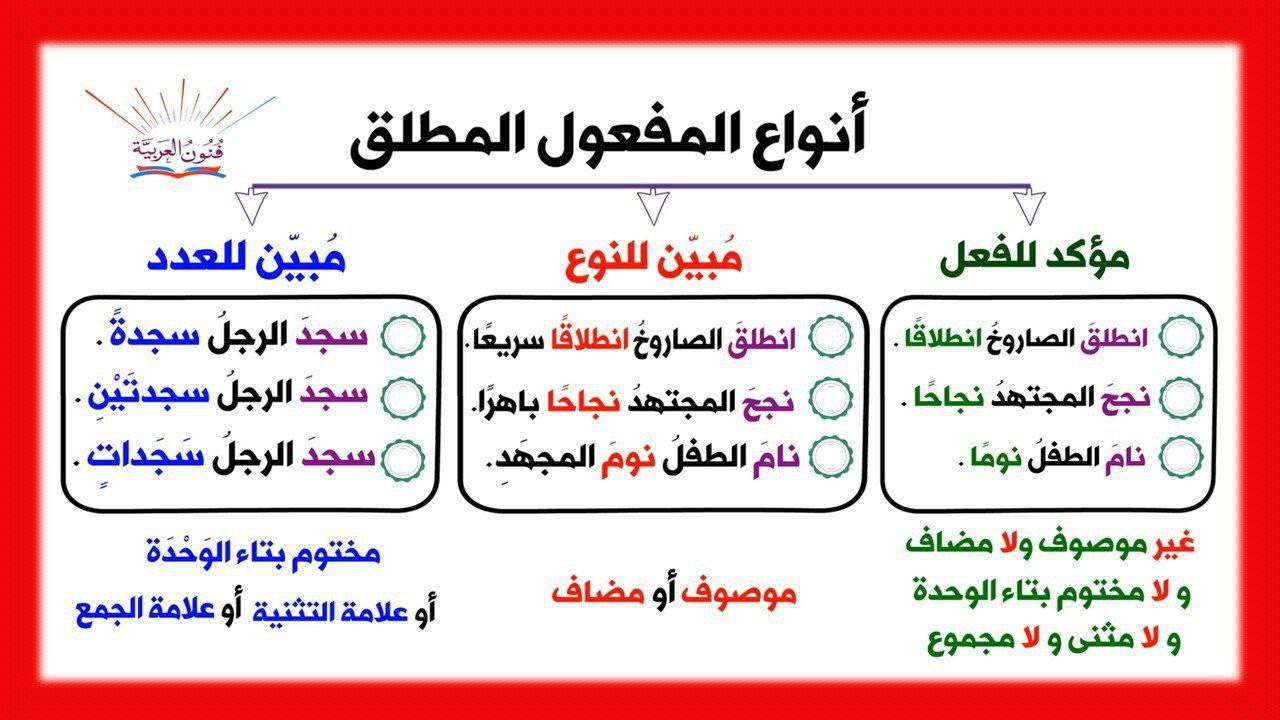 فُنُونُ العَرَبِيَّة
أنواع المفعول المطلق
مؤكد للفعل
انطلقَ الصاروخُ انطلاقًا .
نجحَ المجتهدُ نجاحًا .
نامَ الطفلُ نومًا .
غير موصوف ولا مضاف
و لا مختوم بتاء الوحدة
و لا مثنى و لا مجموع
مُبيّن للنوع
انطلقَ الصاروخُ انطلاقًا سريعًا.
نجحَ المجتهدُ نجاحًا باهرًا.
نامَ الطفلُ نومَ المجهَدِ.
موصوف أو مضاف
مُبيّن للعدد
سجدَ الرجلُ سجدةً .
سجدَ الرجلُ سجدتَيْنِ .
سجدَ الرجلُ سَجَداتٍ .
مختوم بتاء الوَحْدَة
أو علامة التثنية أو علامة الجمع